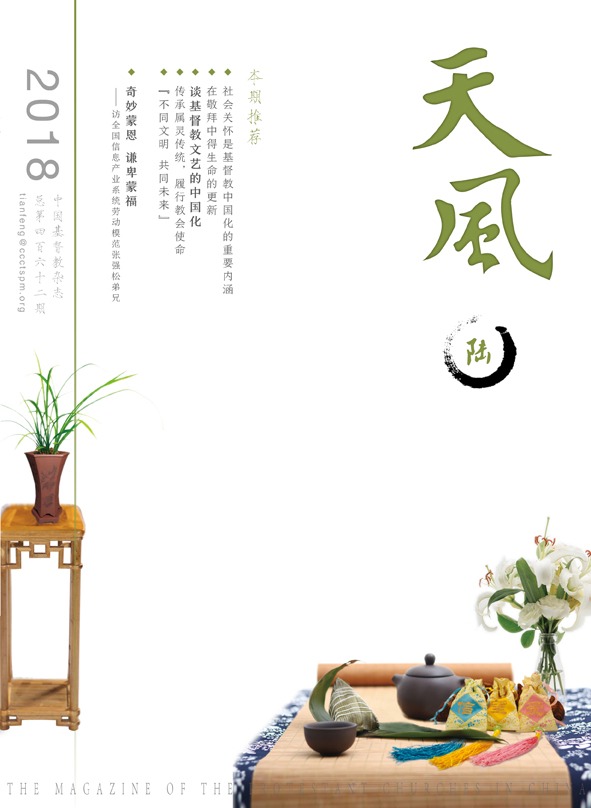 天風
陆
本期推荐
社会关怀是基督教中国化的重要内涵
在敬拜中得生命的更新
谈基督教文艺的中国化
传承属灵传统，履行教会使命
『不同文明 共同未来』
奇妙蒙恩 谦卑蒙福
——访全国信息产业系统劳动模范张强松弟兄
2018
中国基督教杂志
总第四百六十二期
tianfeng@ccctspm.org
THE MAGAZINE OF THE PROTESTANT CHURCHES IN CHINA